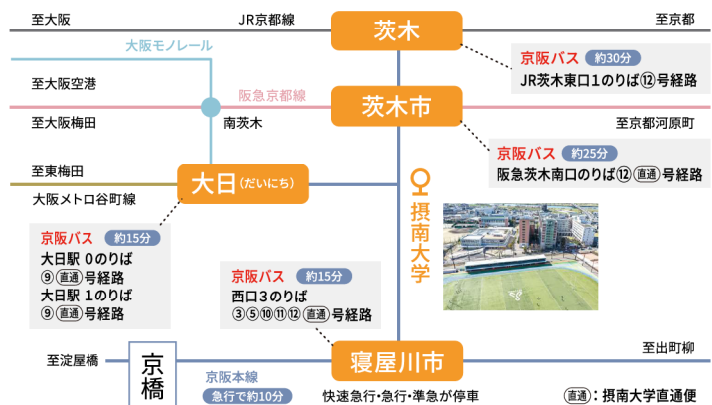 至大阪
JR京都線
茨木
至京都
大阪モノレール
京阪バス 約30分
JR茨木東口1のりば⑫号経路
至大阪空港
阪急京都線
茨木市
至大阪梅田
南茨木
至京都河原町
京阪バス 約25分
阪急茨木南口のりば⑫直通号経路
至東梅田
大日(だいにち)
大阪メトロ谷町線
摂南大学
京阪バス 約15分
大日駅 0のりば
⑨直通号経路
大日駅 1のりば
⑨直通号経路
京阪バス 約15分
西口3のりば
③⑤⑩⑪⑫直通号経路
至淀屋橋
京橋
京阪本線
急行で約10分
寝屋川市
快速急行・急行・準急が停車
至出町柳
直通：摂南大学直通便